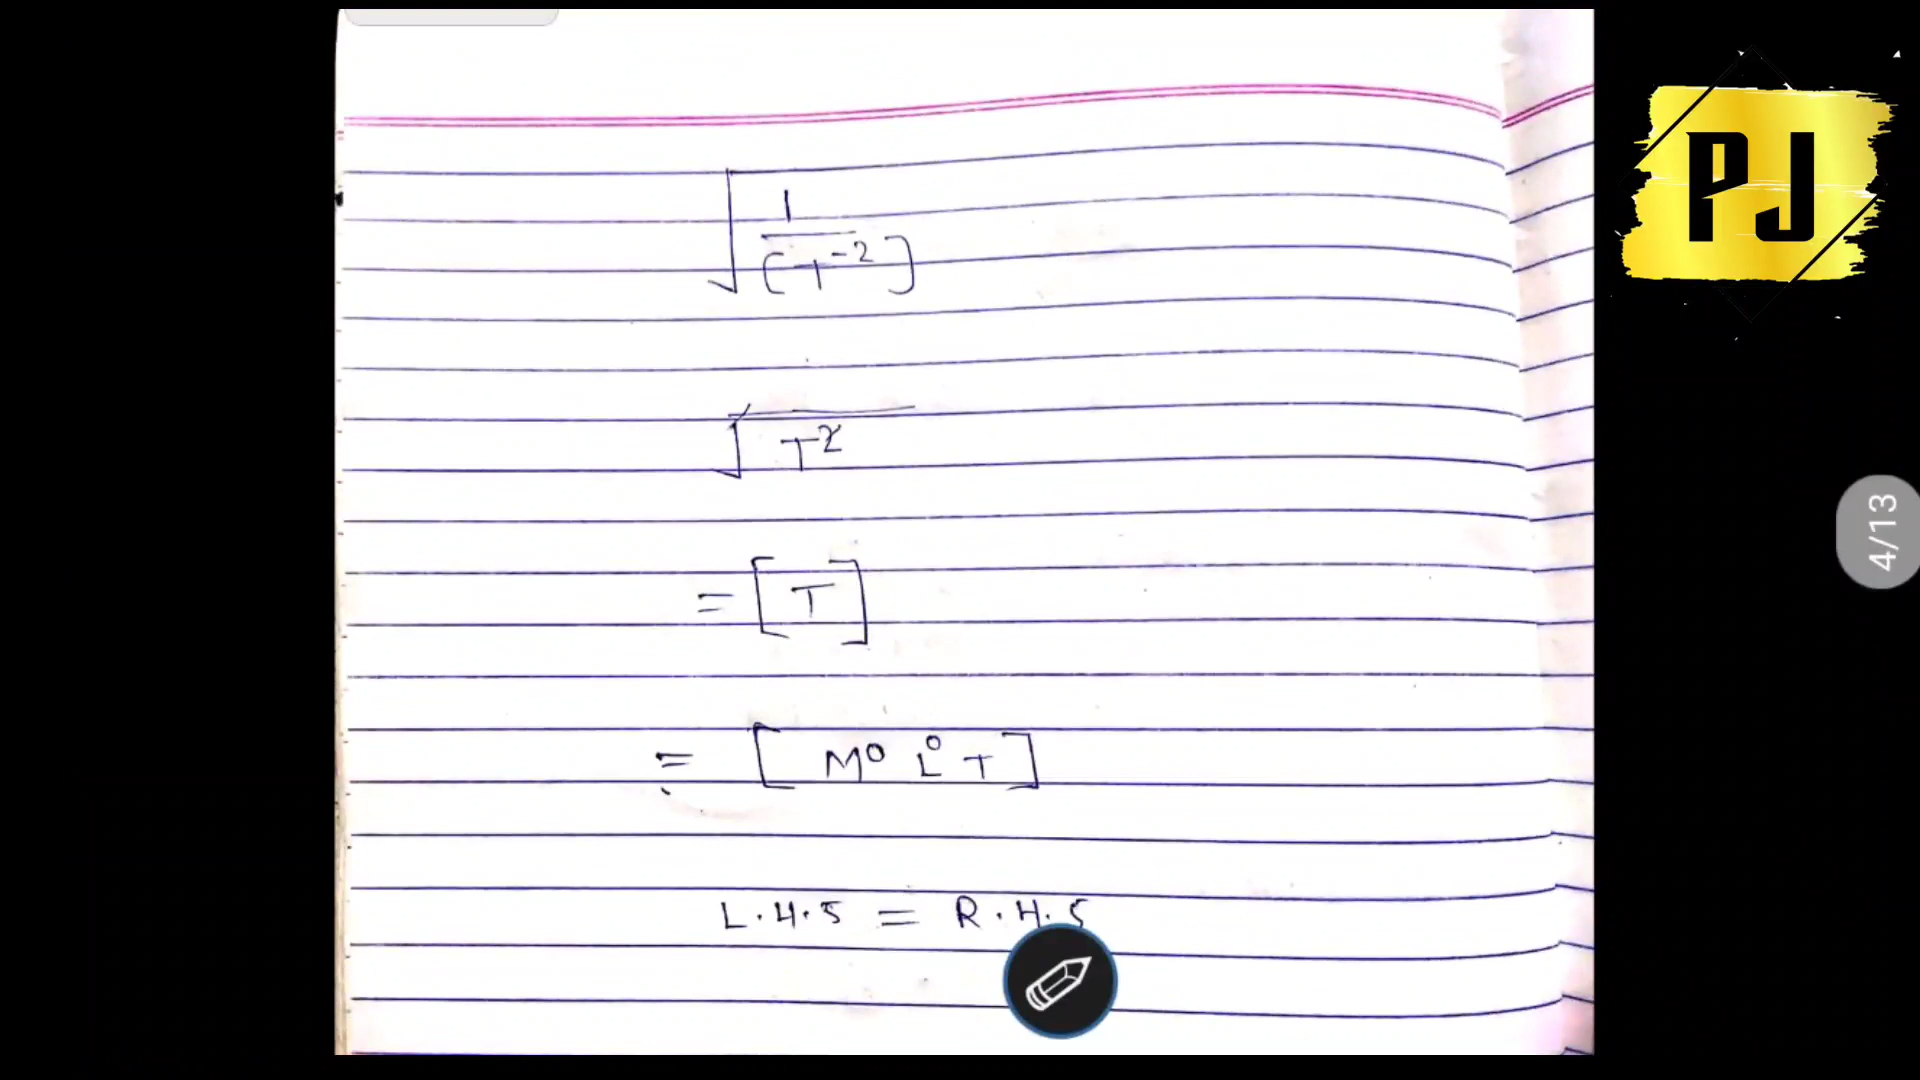 √(1/[T⁻²])
√T²
= [T]
= [M⁰ L⁰ T]
L.H.S = R.H.S
PJ
4/13